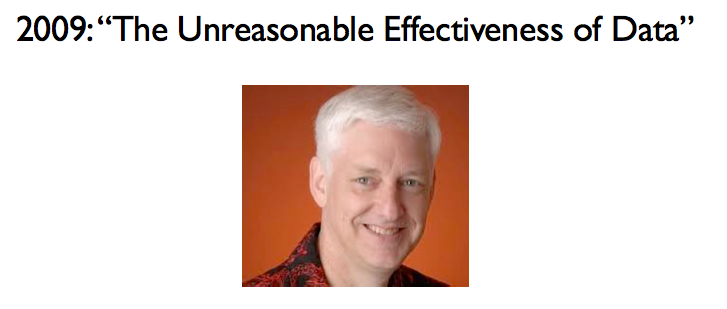 2009: “The Unreasonable Effectiveness of Data”